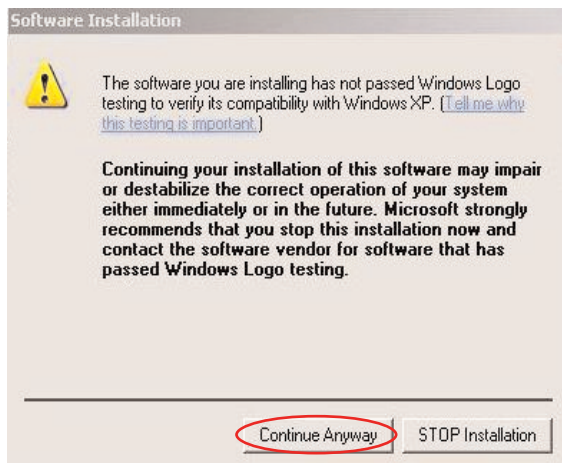 Software Installation
The software you are installing has not passed Windows Logo
testing to verify its compatibility with Windows XP. (Tell me why
this testing is important.)
Continuing your installation of this software may impair
or destabilize the correct operation of your system
either immediately or in the future. Microsoft strongly
recommends that you stop this installation now and
contact the software vendor for software that has
passed Windows Logo testing.
Continue Anyway STOP Installation